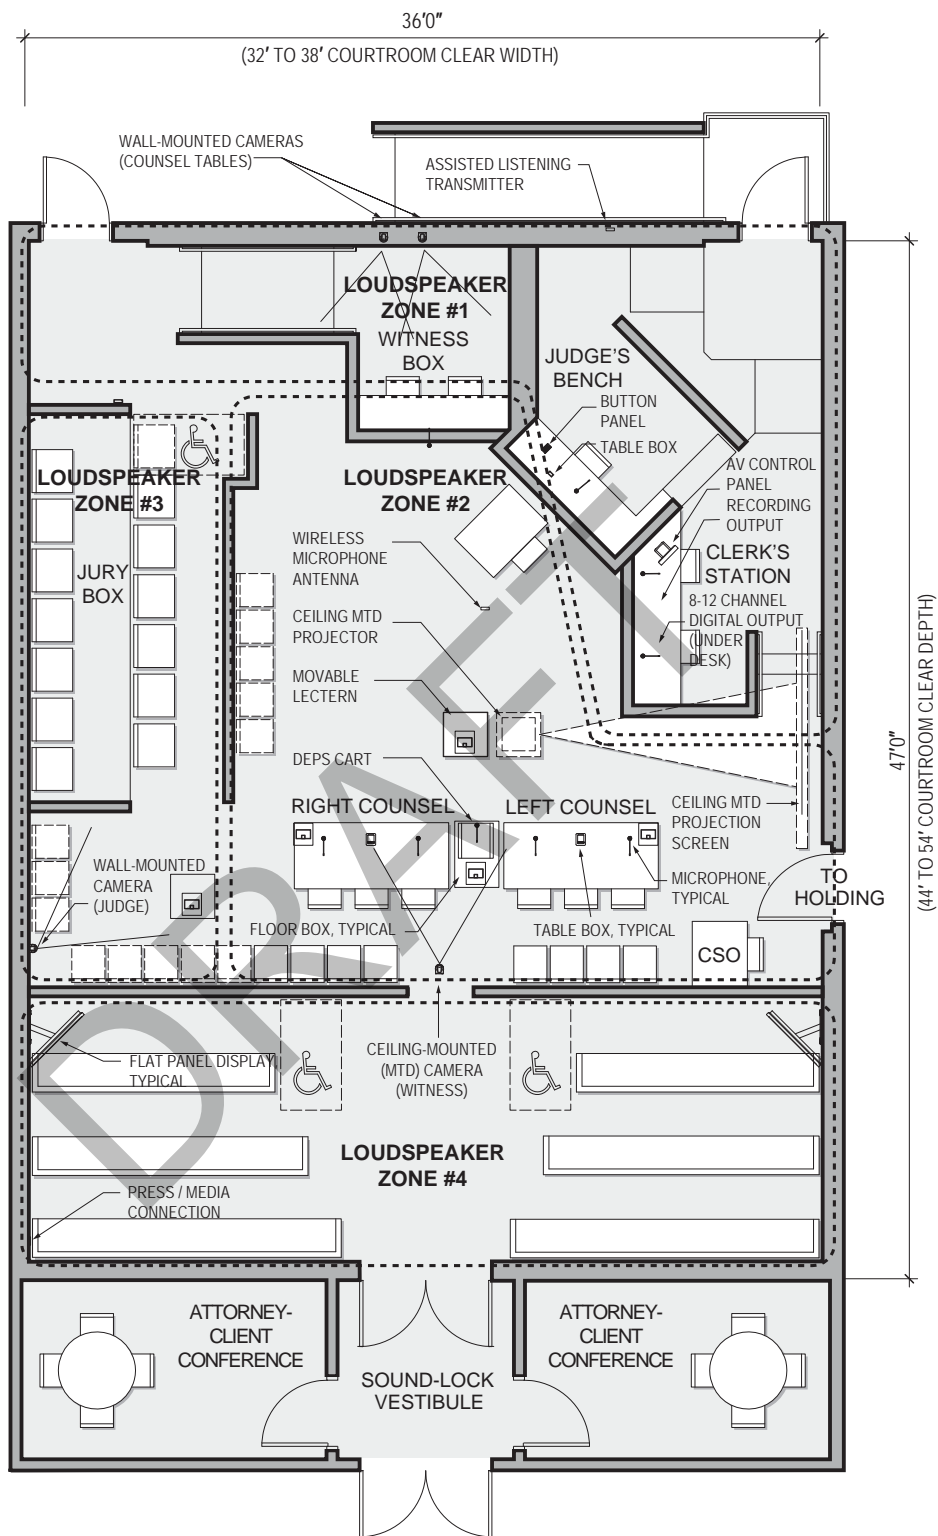 36′0″
(32′ TO 38′ COURTROOM CLEAR WIDTH)
WALL-MOUNTED CAMERAS
(COUNSEL TABLES)
ASSISTED LISTENING
TRANSMITTER
LOUDSPEAKER
ZONE #1
WITNESS
BOX
JUDGE'S
BENCH
BUTTON
PANEL
TABLE BOX
LOUDSPEAKER
ZONE #3
LOUDSPEAKER
ZONE #2
AV CONTROL
PANEL
RECORDING
OUTPUT
CLERK'S
STATION
8-12 CHANNEL
DIGITAL OUTPUT
(UNDER
DESK)
JURY
BOX
WIRELESS
MICROPHONE
ANTENNA
CEILING MTD
PROJECTOR
MOVABLE
LECTERN
DEPS CART
47′0″
(44′ TO 54′ COURTROOM CLEAR DEPTH)
RIGHT COUNSEL
LEFT COUNSEL
CEILING MTD
PROJECTION
SCREEN
WALL-MOUNTED
CAMERA
(JUDGE)
MICROPHONE,
TYPICAL
TO
HOLDING
FLOOR BOX, TYPICAL
TABLE BOX, TYPICAL
CSO
FLAT PANEL DISPLAY
TYPICAL
CEILING-MOUNTED
(MTD) CAMERA
(WITNESS)
LOUDSPEAKER
ZONE #4
PRESS / MEDIA
CONNECTION
ATTORNEY-
CLIENT
CONFERENCE
SOUND-LOCK
VESTIBULE
ATTORNEY-
CLIENT
CONFERENCE
DRAFT